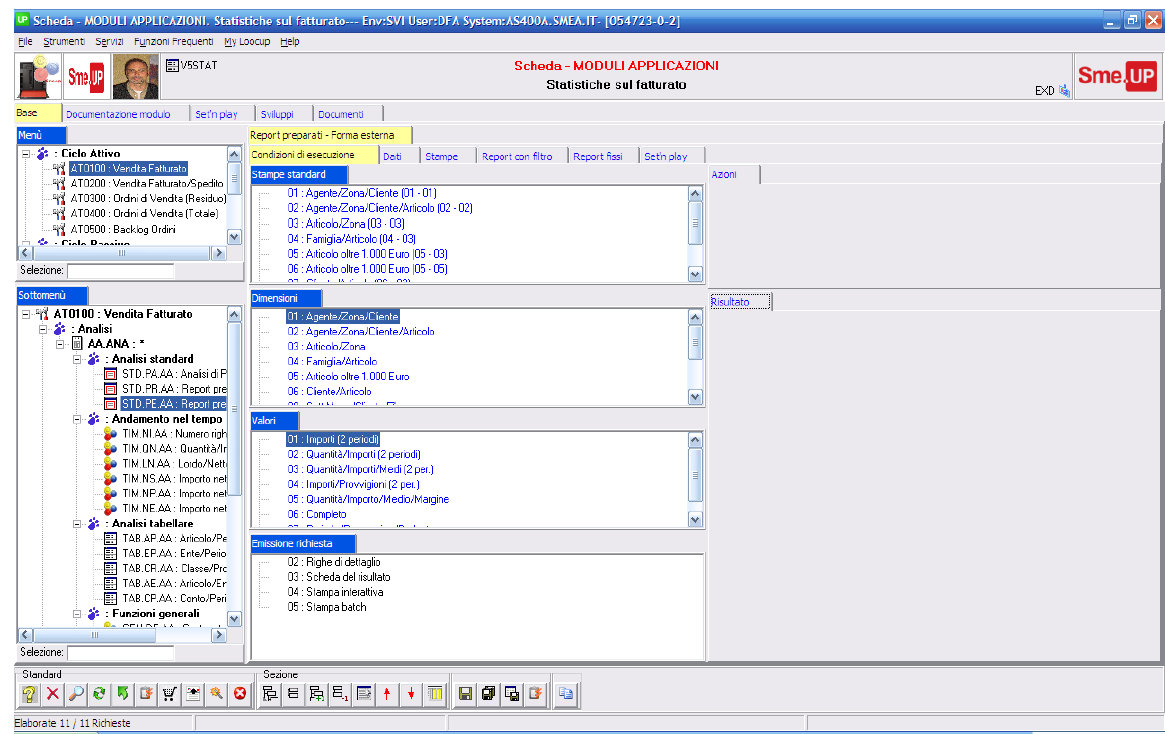 UP Scheda - MODULI APPLICAZIONI. Statistiche sul fatturato--- Env:SVI User:DFA System:AS400A.SMEA.IT- [054723-0-2]
File Strumenti Servizi Funzioni Frequenti My Loocup Help
Sme.UP
V5STAT
Scheda - MODULI APPLICAZIONI
Statistiche sul fatturato
EXD
Sme.UP
Base Documentazione modulo Set'n play Sviluppi Documenti
Menù
: Ciclo Attivo
AT0100 : Vendita Fatturato
AT0200 : Vendita Fatturato/Spedito
AT0300 : Ordini di Vendita (Residuo)
AT0400 : Ordini di Vendita (Totale)
AT0500 : Backlog Ordini
: Ciclo Passivo
Selezione:
Sottomenù
AT0100 : Vendita Fatturato
: Analisi
AA.ANA : *
: Analisi standard
STD.PA.AA : Analisi di P
STD.PR.AA : Report pre
STD.PE.AA : Report pre
: Andamento nel tempo
TIM.NI.AA : Numero righ
TIM.QN.AA : Quantità/Ir
TIM.LN.AA : Lordo/Nett
TIM.NS.AA : Importo net
TIM.NP.AA : Importo net
TIM.NE.AA : Importo net
: Analisi tabellare
TAB.AP.AA : Articolo/Pe
TAB.EP.AA : Ente/Perio
TAB.CR.AA : Classe/Prc
TAB.AE.AA : Articolo/Er
TAB.CP.AA : Conto/Peri
: Funzioni generali
Selezione:
Report preparati - Forma esterna
Condizioni di esecuzione Dati Stampe Report con filtro Report fissi Set'n play
Stampe standard
01 : Agente/Zona/Cliente (01 - 01)
02 : Agente/Zona/Cliente/Articolo (02 - 02)
03 : Articolo/Zona (03 - 03)
04 : Famiglia/Articolo (04 - 03)
05 : Articolo oltre 1.000 Euro (05 - 03)
06 : Articolo oltre 1.000 Euro (05 - 05)
Dimensioni
01 : Agente/Zona/Cliente
02 : Agente/Zona/Cliente/Articolo
03 : Articolo/Zona
04 : Famiglia/Articolo
05 : Articolo oltre 1.000 Euro
06 : Cliente/Articolo
Valori
01 : Importi (2 periodi)
02 : Quantità/Importi (2 periodi)
03 : Quantità/Importi/Medi (2 per.)
04 : Importi/Provvigioni (2 per.)
05 : Quantità/Importo/Medio/Margine
06 : Completo
Emissione richiesta
02 : Righe di dettaglio
03 : Scheda del risultato
04 : Stampa interattiva
05 : Stampa batch
Azoni
Risultato
Standard
Sezione
Elaborate 11 / 11 Richieste